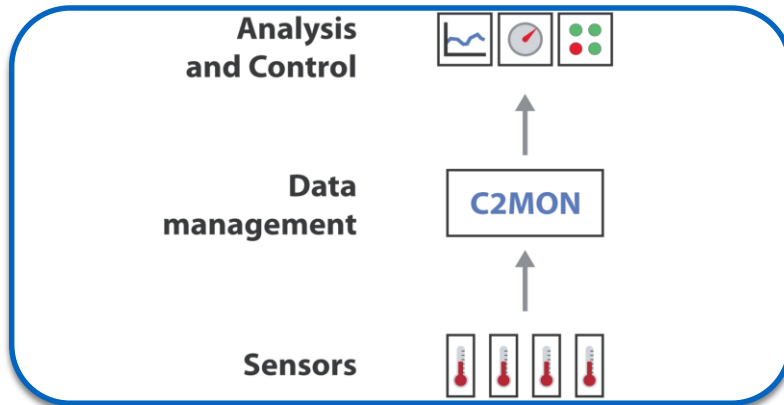 Analysis
and Control
Data
management
C2MON
Sensors